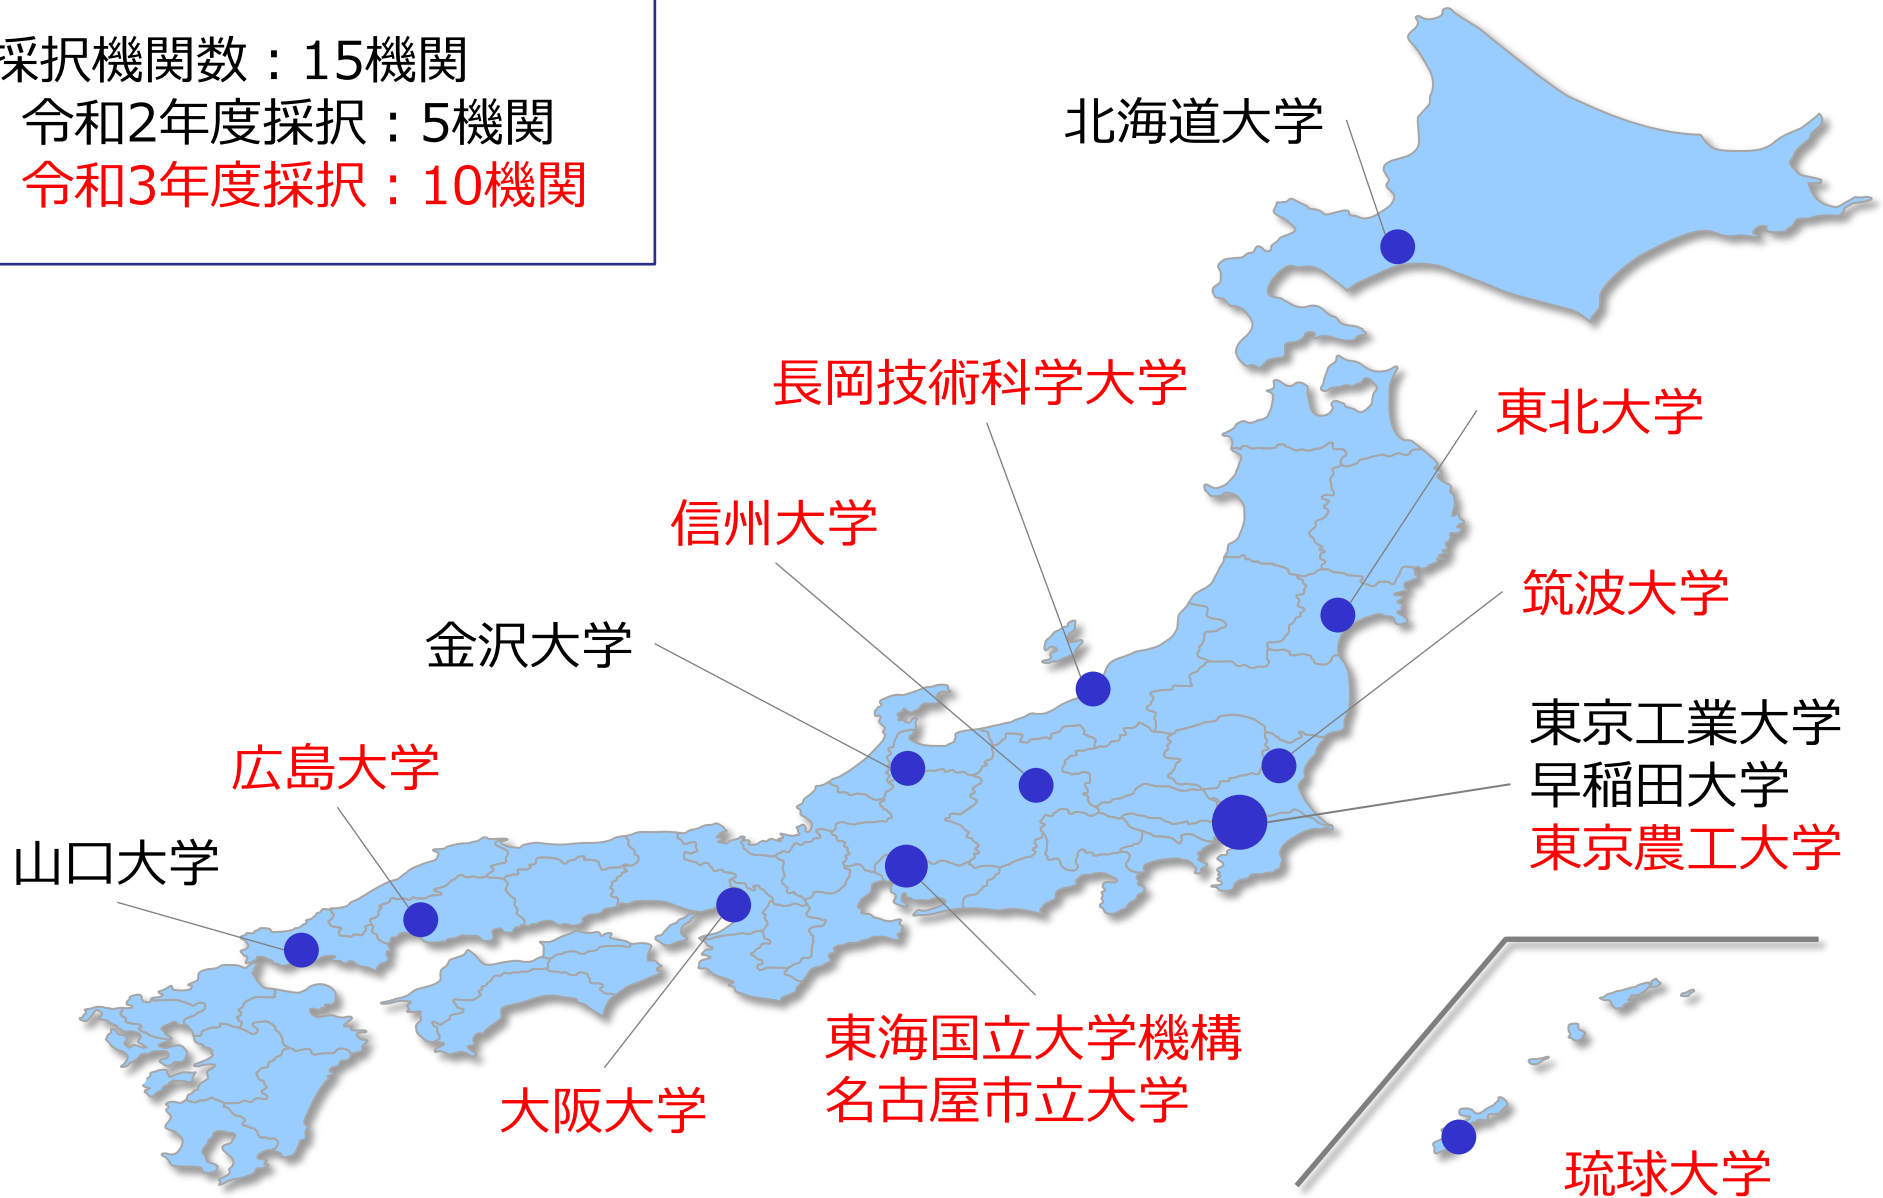 採択機関数：15機関
令和2年度採択：5機関
令和3年度採択：10機関
北海道大学
長岡技術科学大学
東北大学
信州大学
筑波大学
金沢大学
東京工業大学
早稲田大学
東京農工大学
広島大学
山口大学
東海国立大学機構
名古屋市立大学
大阪大学
琉球大学